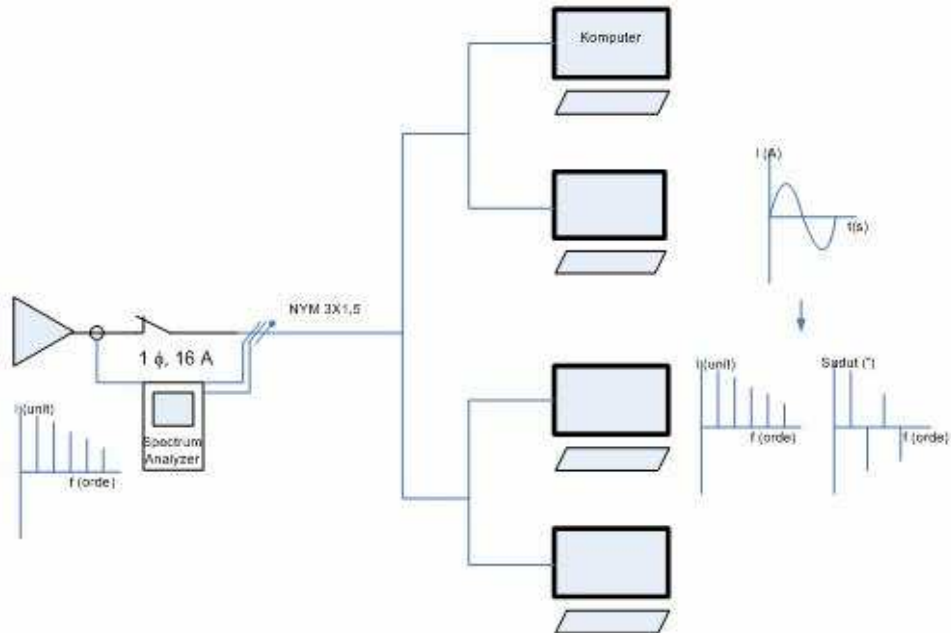 Komputer
I (A)
t(s)
NYM 3X1,5
1 ϕ, 16 A
I (unit)
f (orde)
Spectrum
Analyzer
I (unit)
f (orde)
Sudut (°)
f (orde)